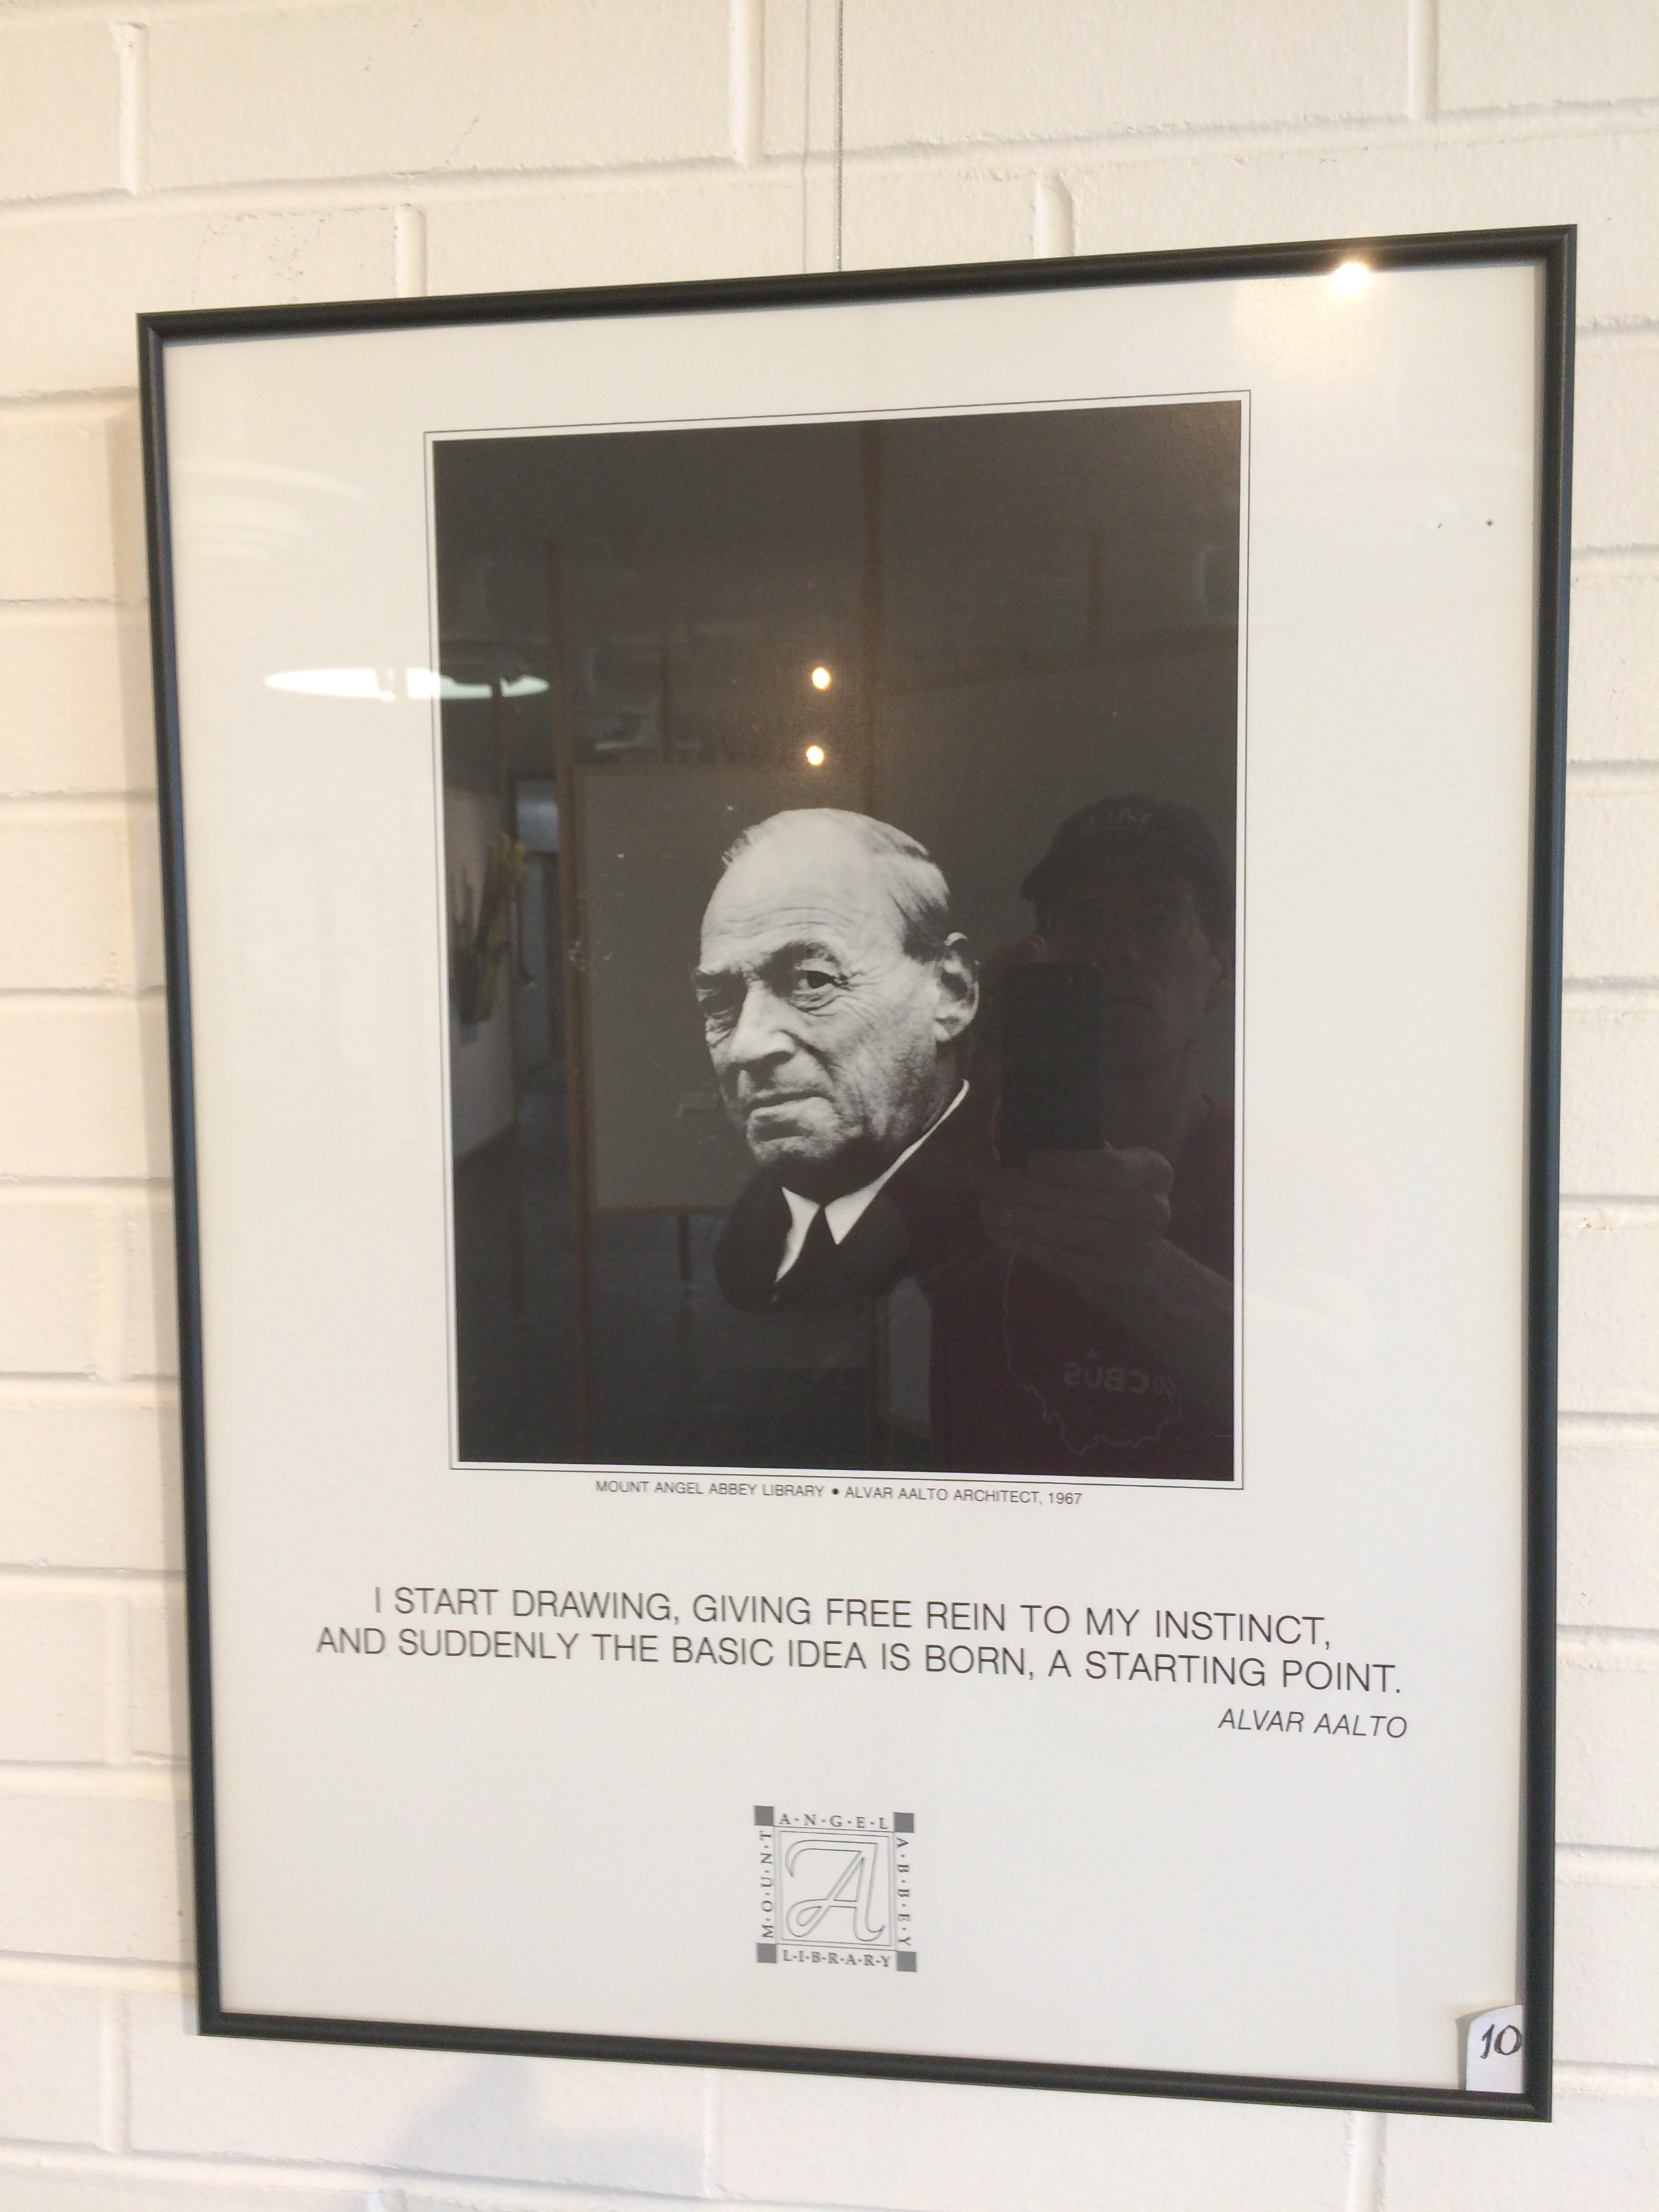 MOUNT ANGEL ABBEY LIBRARY • ALVAR AALTO ARCHITECT, 1967
I START DRAWING, GIVING FREE REIN TO MY INSTINCT,
AND SUDDENLY THE BASIC IDEA IS BORN, A STARTING POINT.
ALVAR AALTO
M·O·U·N·T
A·N·G·E·L
A·B·B·E·Y
L·I·B·R·A·R·Y
A
10